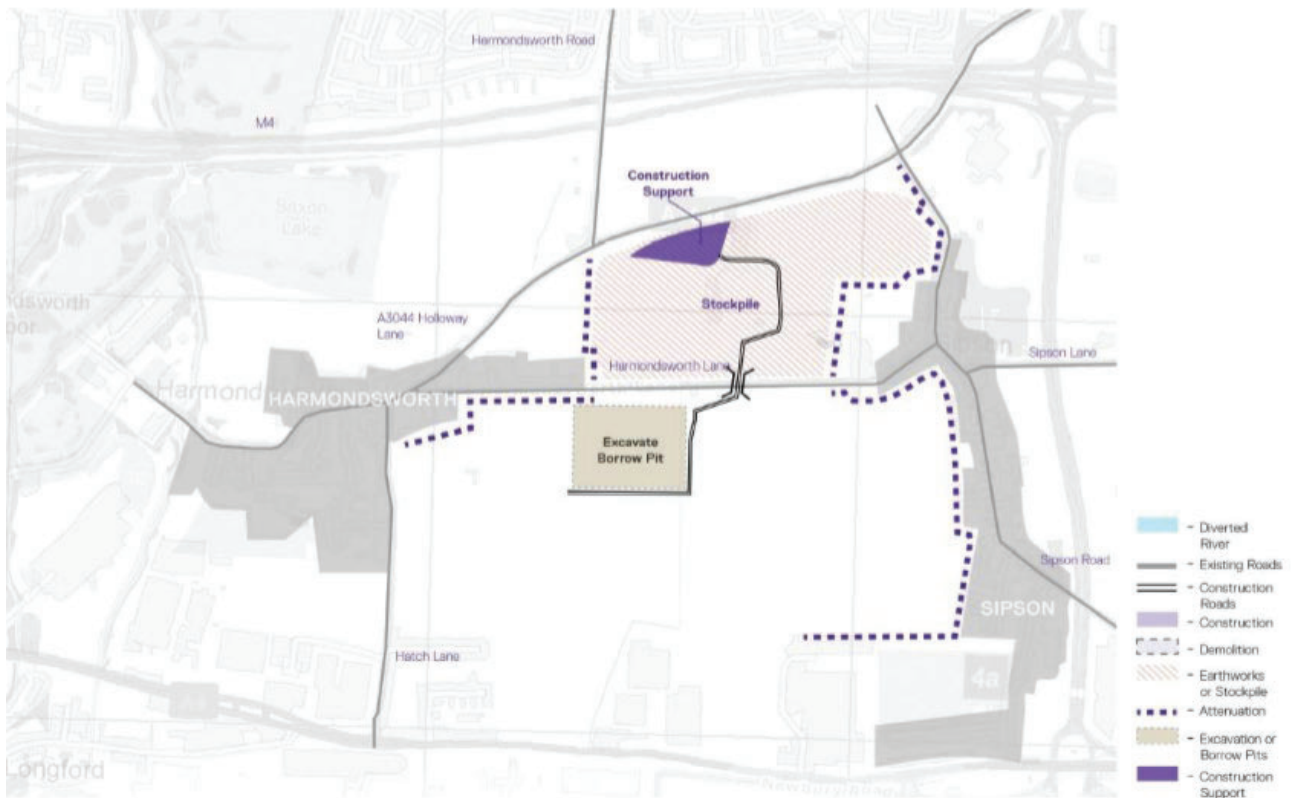 Harmondsworth Road
M4
Construction
Support
Saxon
Lake
Stockpile
A3044 Holloway
Lane
Harmondsworth Lane
Sipson Lane
Harmond
HARMONDSWORTH
Excavate
Borrow Pit
Sipson Road
SIPSON
Hatch Lane
4a
Longford
- Diverted
River
- Existing Roads
- Construction
Roads
- Construction
- Demolition
- Earthworks
or Stockpile
- Attenuation
- Excavation or
Borrow Pits
- Construction
Support